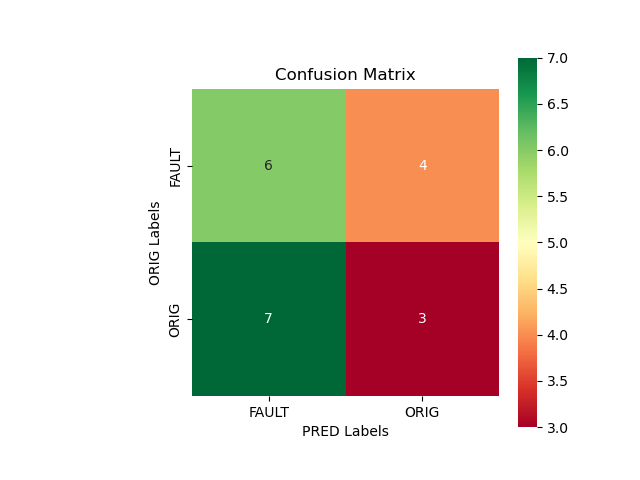 Confusion Matrix
FAULT
ORIG
ORIG Labels
6
4
7
3
FAULT
ORIG
PRED Labels
7.0
6.5
6.0
5.5
5.0
4.5
4.0
3.5
3.0